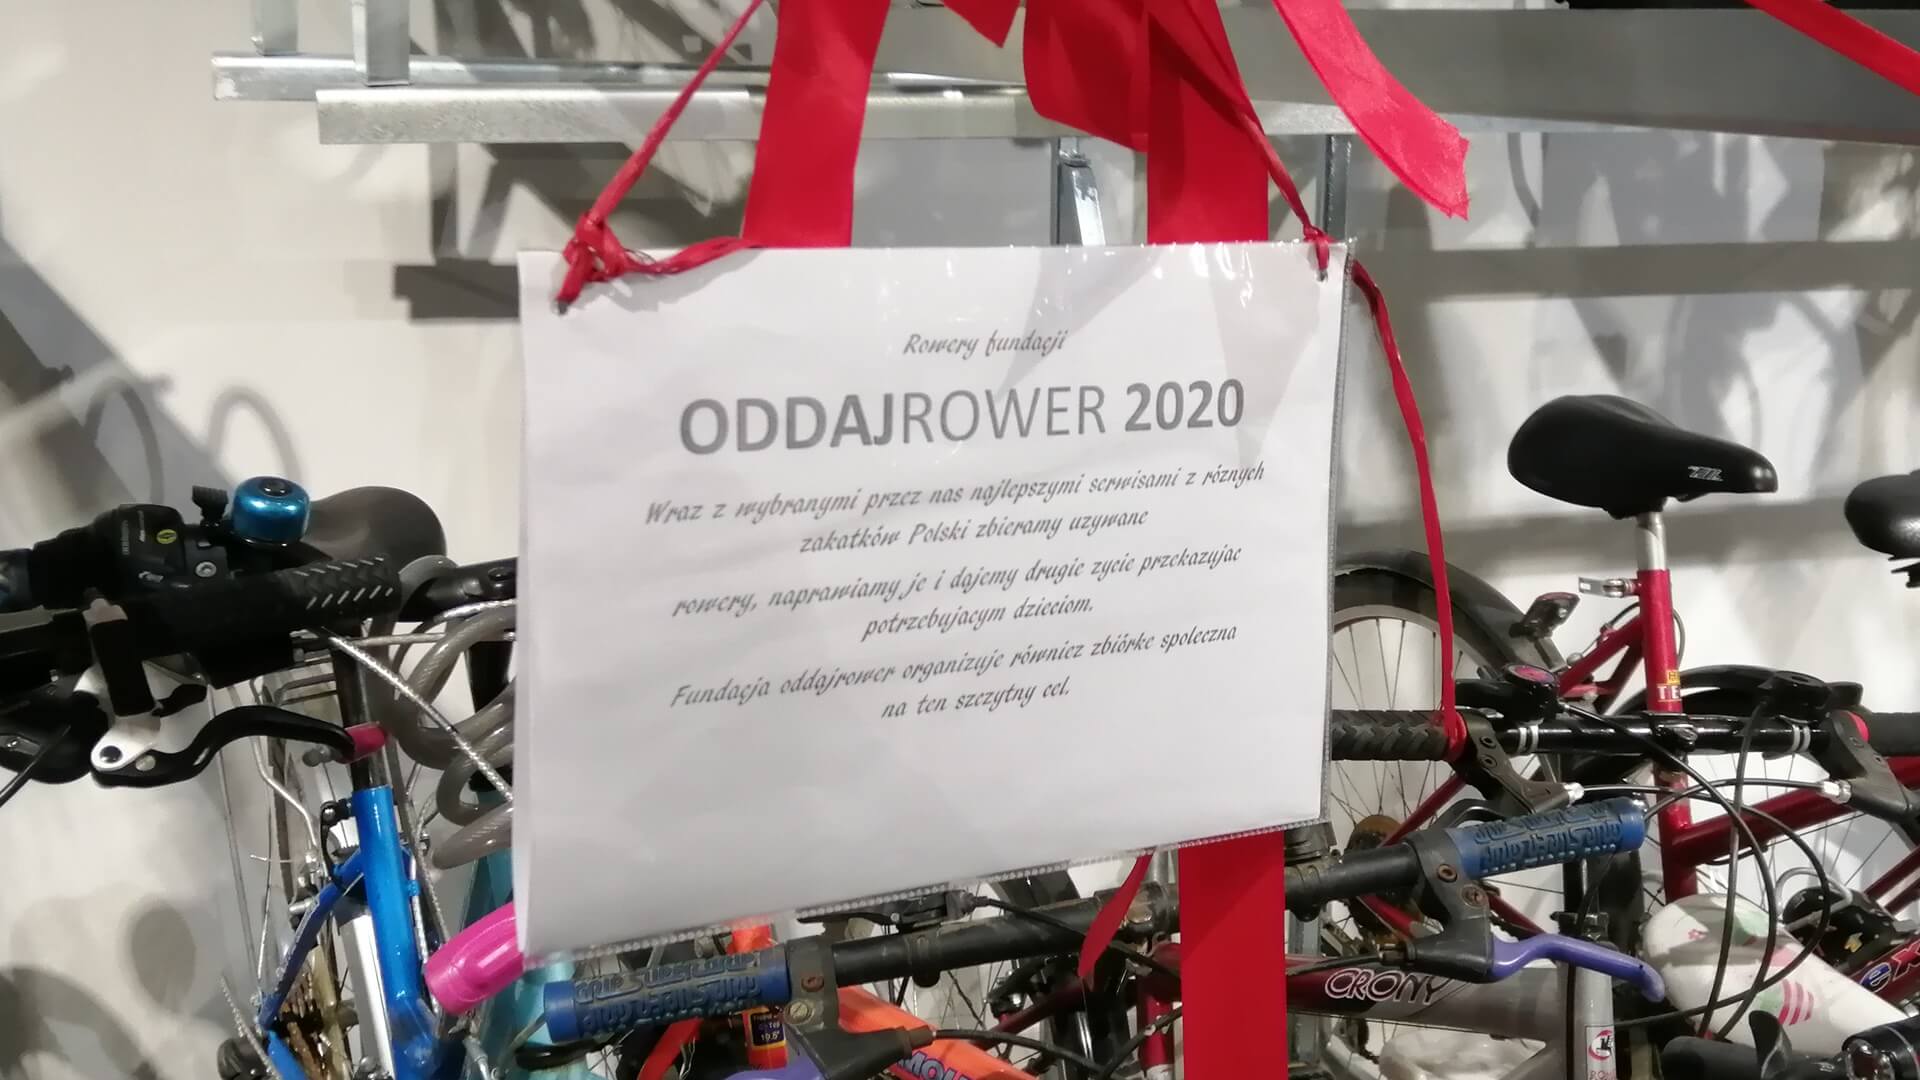 Rowery fundacji
ODDAJROWER 2020
Wraz z wybranymi przez nas najlepszymi serwisami z róznych
zakatków Polski zbieramy uzywane
rowery, naprawiamy je i dajemy drugie zycie przekazujac
potrzebujacym dzieciom.
Fundacja oddajrower organizuje równiez zbiórke spoleczna
na ten szczytny cel.
CRONY